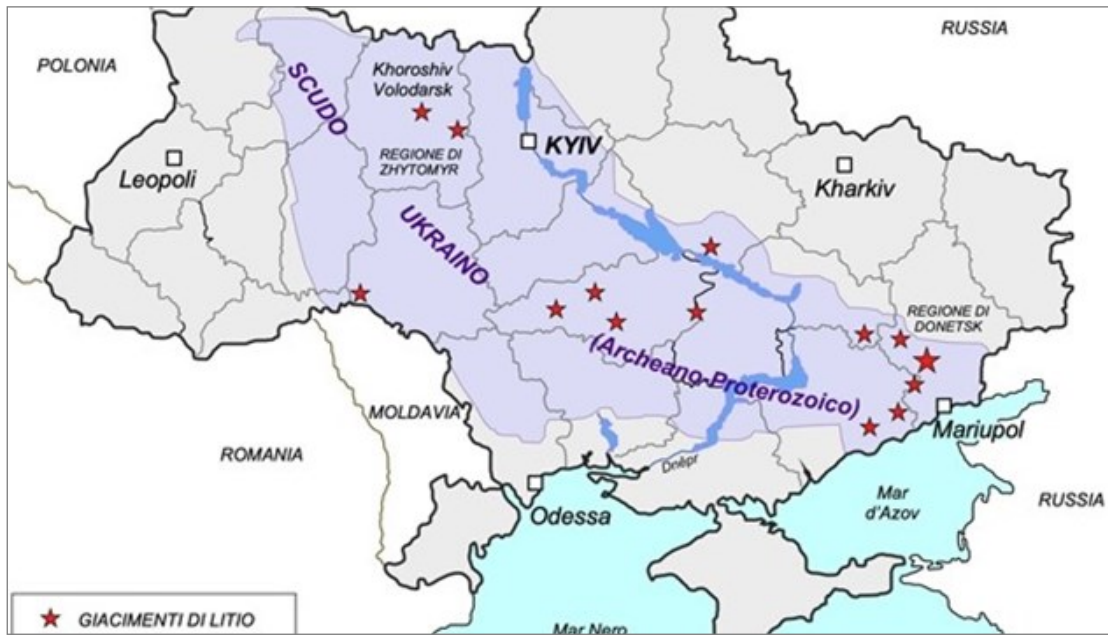 RUSSIA
POLONIA
SCUDO
Khoroshiv
Volodarsk
REGIONE DI
ZHYTOMYR
KYIV
Leopoli
Kharkiv
UKRAINO
REGIONE DI
DONETSK
(Archeano-Proterozoico)
MOLDAVIA
Mariupol
ROMANIA
Dnepr
Mar
d'Azov
RUSSIA
Odessa
GIACIMENTI DI LITIO
Mar Nero